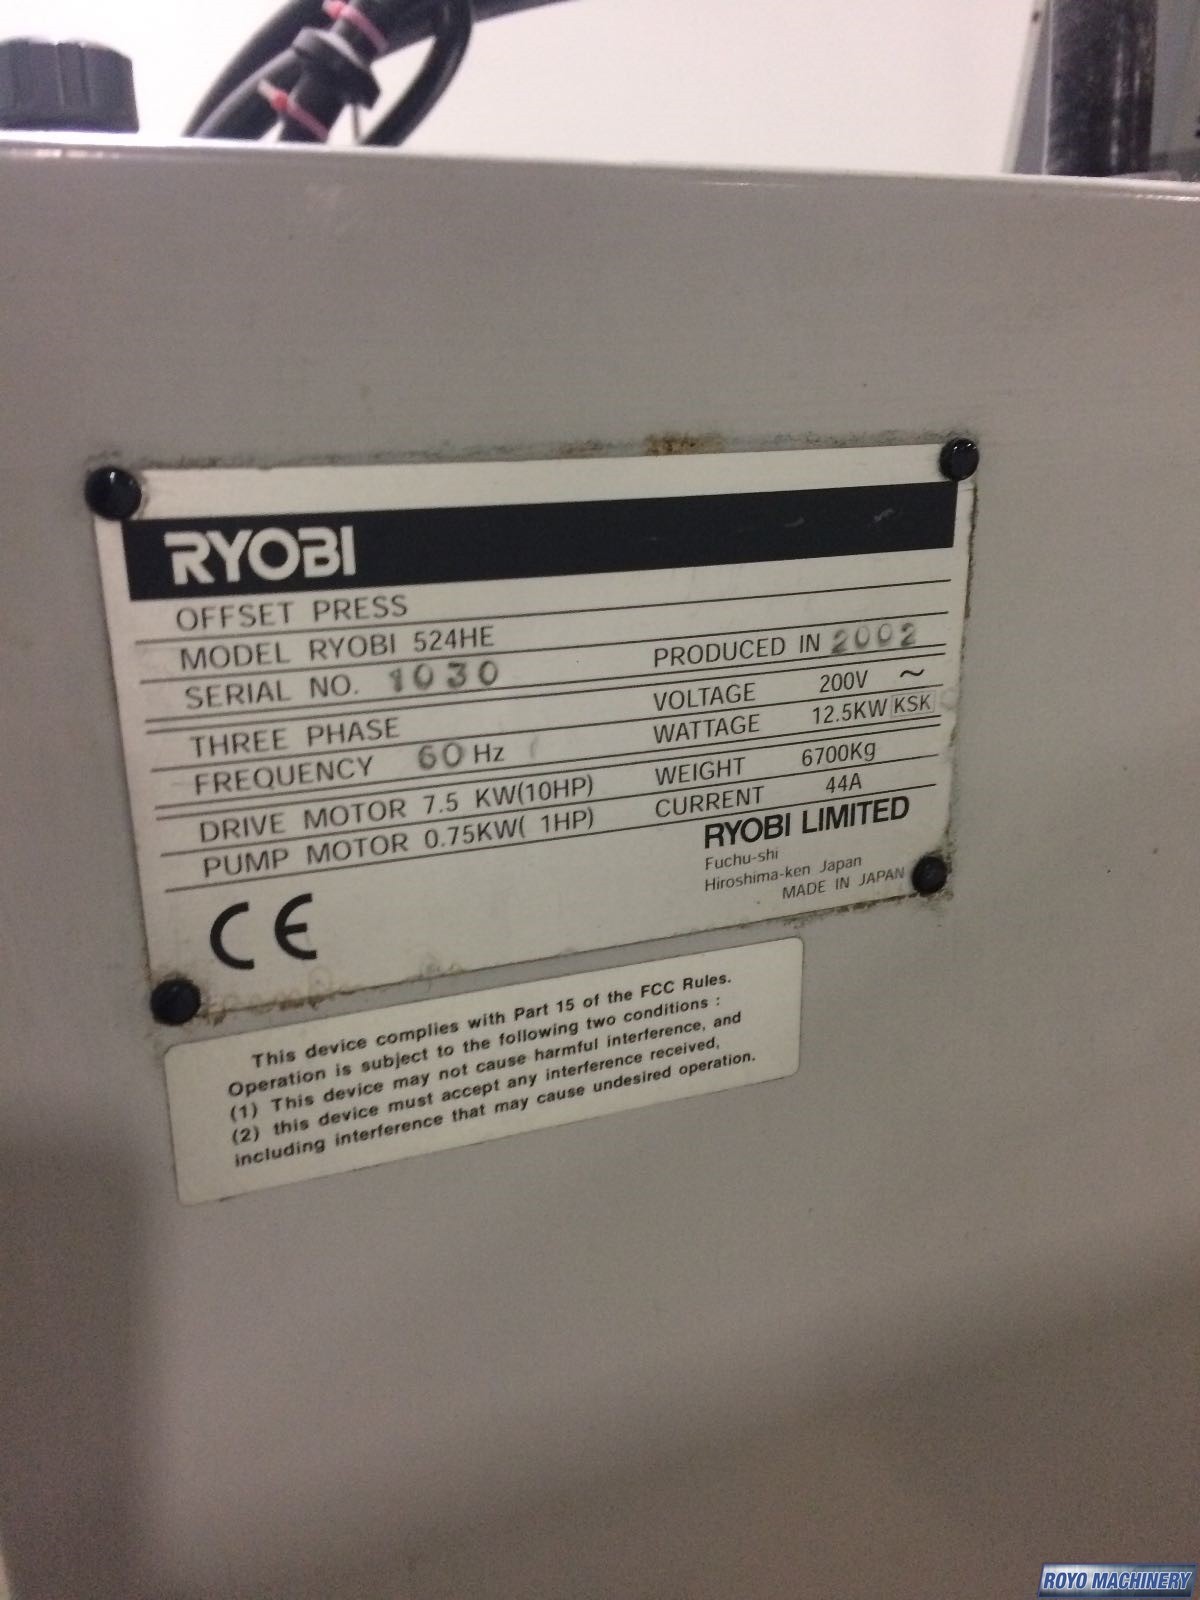 RYOBI
OFFSET PRESS
MODEL RYOBI 524HE
SERIAL NO. 1030 PRODUCED IN 2002
THREE PHASE VOLTAGE 200V ~
FREQUENCY 60 Hz WATTAGE 12.5KW KSK
DRIVE MOTOR 7.5 KW(10HP) WEIGHT 6700Kg
PUMP MOTOR 0.75KW( 1HP) CURRENT 44A
RYOBI LIMITED
Fuchu-shi
Hiroshima-ken Japan
MADE IN JAPAN
CE
This device complies with Part 15 of the FCC Rules.
Operation is subject to the following two conditions :
(1) This device may not cause harmful interference, and
(2) this device must accept any interference received,
including interference that may cause undesired operation.
ROYO MACHINERY